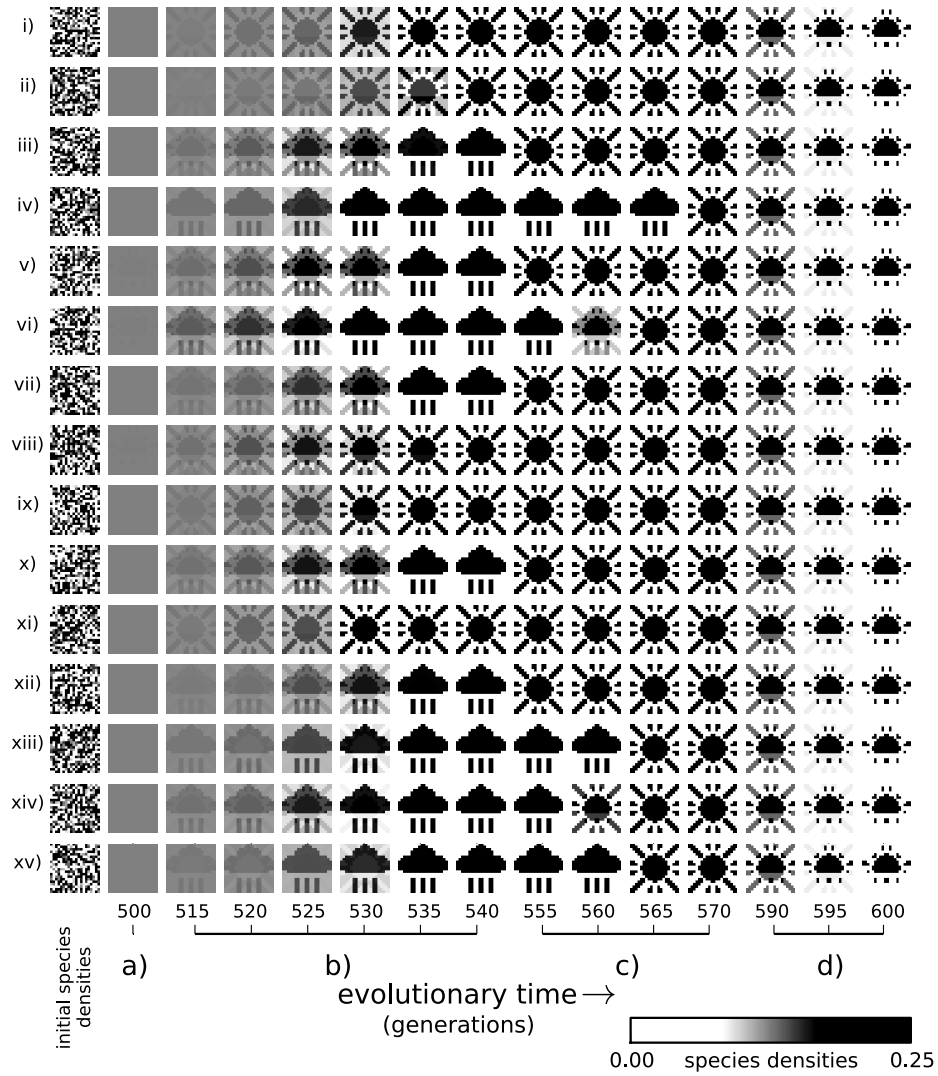 i)
ii)
iii)
iv)
v)
vi)
vii)
viii)
ix)
x)
xi)
xii)
xiii)
xiv)
xv)
500 515 520 525 530 535 540 555 560 565 570 590 595 600
initial species
densities
a) b) c) d)
evolutionary time →
(generations)
0.00 species densities 0.25